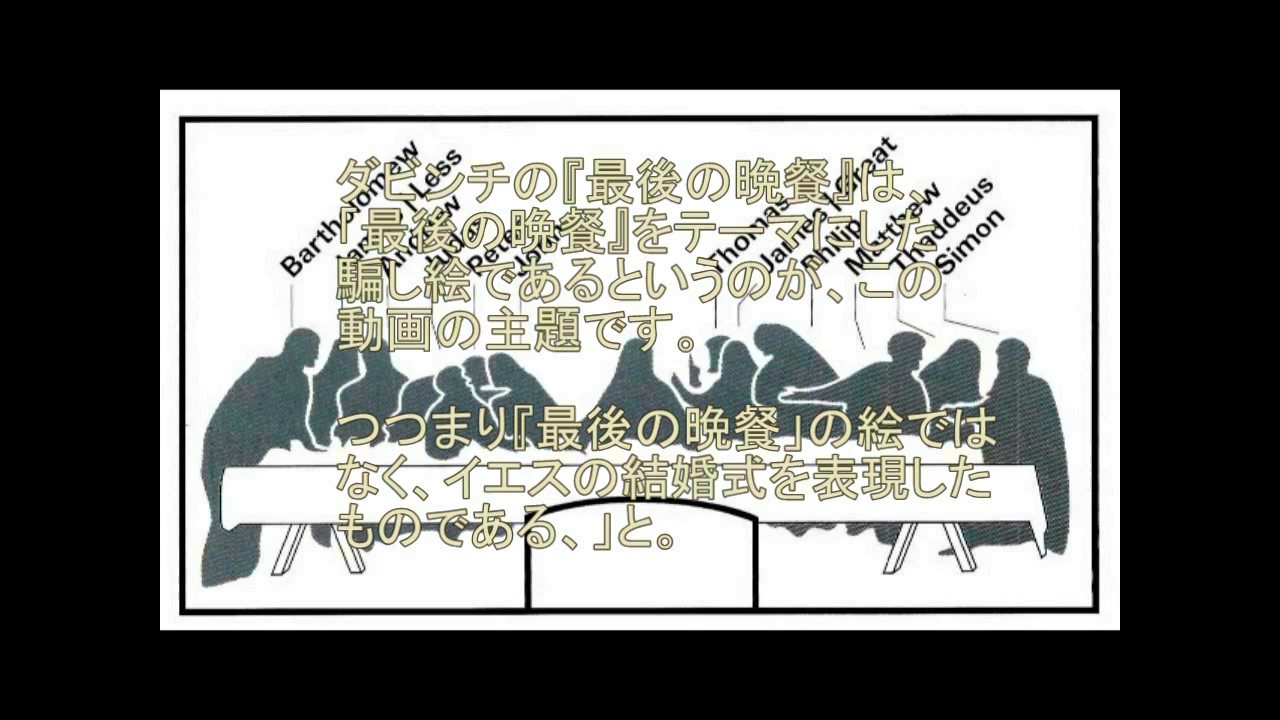 ダビンチの『最後の晩餐』は、
「最後の晩餐』をテーマにした
騙し絵であるというのが、この
動画の主題です。
つつまり『最後の晩餐」の絵では
なく、イエスの結婚式を表現した
ものである、」と。
Bartholomew
Andrew
Thomas
Philip
Matthew
Thaddeus
Simon